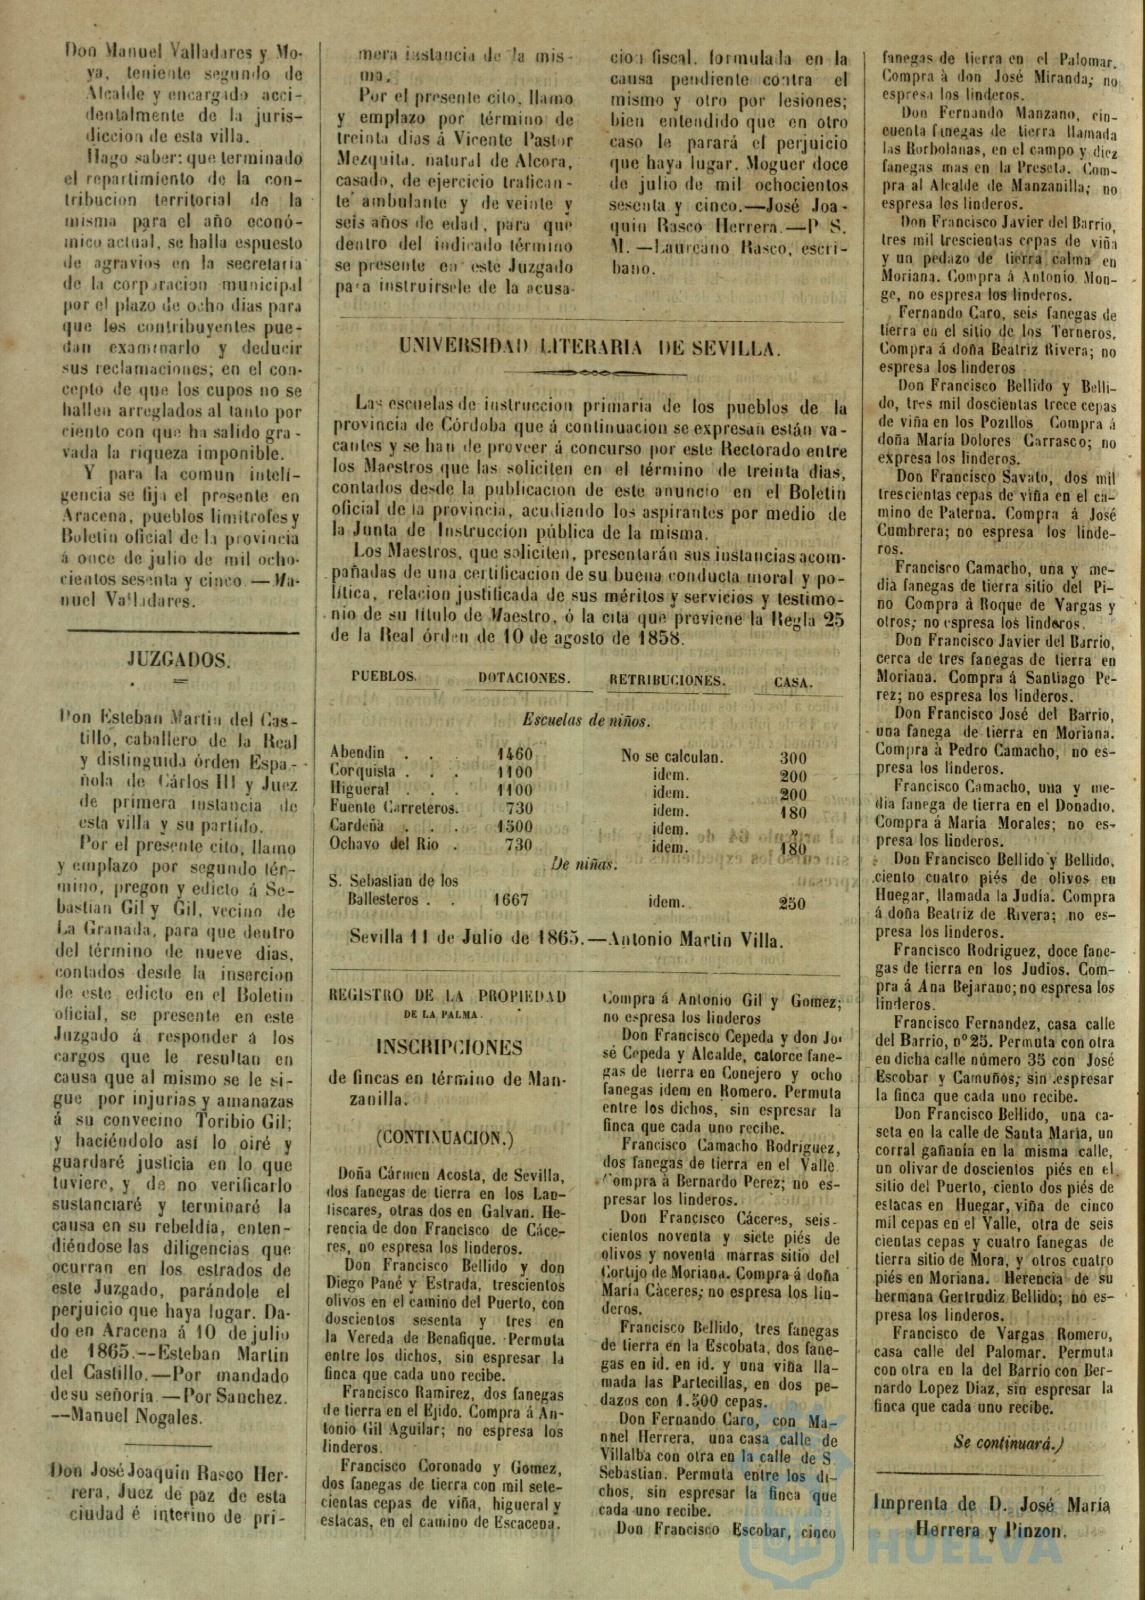 Don Manuel Valladares y Mo-
ya, teniente segundo de
Alcalde y encargado acci-
dentalmente de la juris-
diccion de esta villa.
Hago saber: que terminado
el repartimiento de la con-
tribucion territorial de la
misma para el año econó-
mico actual, se halla espuesto
de agravios en la secretaria
de la corporacion municipal
por el plazo de ocho dias para
que los contribuyentes pue-
dan examinarlo y deducir
sus reclamaciones; en el con-
cepto de que los cupos no se
hallen arreglados al tanto por
ciento con que ha salido gra-
vada la riqueza imponible.
Y para la comun inteli-
gencia se fija el presente en
Aracena, pueblos limitrofes y
Boletin oficial de la provincia
á once de julio de mil ocho-
cientos sesenta y cinco.—Ma-
nuel Valladares.
JUZGADOS.
Don Esteban Martin del Cas-
tillo, caballero de la Real
y distinguida órden Espa-
ñola de Cárlos III y Juez
de primera instancia de
esta villa y su partido.
Por el presente cito, llamo
y emplazo por segundo tér-
mino, pregon y edicto á Se-
bastian Gil y Gil, vecino de
La Granada, para que dentro
del término de nueve dias,
contados desde la insercion
de este edicto en el Boletin
oficial, se presente en este
Juzgado á responder á los
cargos que le resultan en
causa que al mismo se le si-
gue por injurias y amanazas
á su convecino Toribio Gil;
y haciéndolo así lo oiré y
guardaré justicia en lo que
tuviere, y de no verificarlo
sustanciaré y terminaré la
causa en su rebeldía, enten-
diéndose las diligencias que
ocurran en los estrados de
este Juzgado, parándole el
perjuicio que haya lugar. Da-
do en Aracena á 10 de julio
de 1865.--Esteban Martin
del Castillo.—Por mandado
de su señoría.—Por Sanchez.
--Manuel Nogales.
Don José Joaquin Rasco Her-
rera, Juez de paz de esta
ciudad é interino de pri-
mera instancia de la mis-
ma.
Por el presente cito, llamo
y emplazo por término de
treinta dias á Vicente Pastor
Mezquita, natural de Alcora,
casado, de ejercicio trafican-
te ambulante y de veinte y
seis años de edad, para que
dentro del indicado término
se presente en este Juzgado
para instruirsele de la acusa-
cion fiscal, formulada en la
causa pendiente contra el
mismo y otro por lesiones;
bien entendido que en otro
caso le parará el perjuicio
que haya lugar. Moguer doce
de julio de mil ochocientos
sesenta y cinco.—José Joa-
quin Rasco Herrera.—P. S.
M.—Laureano Rasco, escri-
bano.
UNIVERSIDAD LITERARIA DE SEVILLA.
Las escuelas de instruccion primaria de los pueblos de la
provincia de Córdoba que á continuacion se expresan están va-
cantes y se han de proveer á concurso por este Rectorado entre
los Maestros que las soliciten en el término de treinta dias,
contados desde la publicacion de este anuncio en el Boletin
oficial de la provincia, acudiendo los aspirantes por medio de
la Junta de Instruccion pública de la misma.
Los Maestros, que soliciten, presentarán sus instancias acom-
pañadas de una certificacion de su buena conducta moral y po-
lítica, relacion justificada de sus méritos y servicios y testimo-
nio de su título de Maestro, ó la cita que previene la Regla 25
de la Real órden de 10 de agosto de 1858.
PUEBLOS. DOTACIONES. RETRIBUCIONES. CASA.
Escuelas de niños.
Abendin . . . 1460 No se calculan. 300
Corquista . . . 1100 idem. 200
Higueral . . . 1100 idem. 200
Fuente Carreteros. 730 idem. 180
Cardeña . . . 1500 idem. »
Ochavo del Rio . 730 idem. 180
De niñas.
S. Sebastian de los
Ballesteros . . 1667 idem. 250
Sevilla 11 de Julio de 1865.—Antonio Martin Villa.
REGISTRO DE LA PROPIEDAD
DE LA PALMA.
INSCRIPCIONES
de fincas en término de Man-
zanilla.
(CONTINUACION.)
Doña Cármen Acosta, de Sevilla,
dos fanegas de tierra en los Lan-
tiscares, otras dos en Galvan. He-
rencia de don Francisco de Cáce-
res, no espresa los linderos.
Don Francisco Bellido y don
Diego Pané y Estrada, trescientos
olivos en el camino del Puerto, con
doscientos sesenta y tres en
la Vereda de Benafique. Permuta
entre los dichos, sin espresar la
finca que cada uno recibe.
Francisco Ramirez, dos fanegas
de tierra en el Ejido. Compra á An-
tonio Gil Aguilar; no espresa los
linderos.
Francisco Coronado y Gomez,
dos fanegas de tierra con mil sete-
cientas cepas de viña, higueral y
estacas, en el camino de Escacena.
Compra á Antonio Gil y Gomez;
no espresa los linderos
Don Francisco Cepeda y don Jo-
sé Cepeda y Alcalde, catorce fane-
gas de tierra en Conejero y ocho
fanegas idem en Romero. Permuta
entre los dichos, sin espresar la
finca que cada uno recibe.
Francisco Camacho Rodriguez,
dos fanegas de tierra en el Valle.
Compra à Bernardo Perez; no es-
presar los linderos.
Don Francisco Cáceres, seis-
cientos noventa y siete piés de
olivos y noventa marras sitio del
Cortijo de Moriana. Compra á doña
María Càceres; no espresa los lin-
deros.
Francisco Bellido, tres fanegas
de tierra en la Escobata, dos fane-
gas en id. en id. y una viña lla-
mada las Partecillas, en dos pe-
dazos con 1.500 cepas.
Don Fernando Caro, con Ma-
nnel Herrera, una casa calle de
Villalba con otra en la calle de S.
Sebastian. Permuta entre los di-
chos, sin espresar la finca que
cada uno recibe.
Don Francisco Escobar, cinco
fanegas de tierra en el Palomar.
Compra à don José Miranda; no
espresa los linderos.
Don Fernando Manzano, cin-
cuenta fanegas de tierra llamada
las Borbolanas, en el campo y diez
fanegas mas en la Preseta. Com-
pra al Alcalde de Manzanilla; no
espresa los linderos.
Don Francisco Javier del Barrio,
tres mil trescientas cepas de viña
y un pedazo de tierra calma en
Moriana. Compra á Antonio Mon-
ge, no espresa los linderos.
Fernando Caro, seis fanegas de
tierra en el sitio de los Terneros.
Compra á doña Beatriz Rivera; no
espresa los linderos
Don Francisco Bellido y Belli-
do, tres mil doscientas trece cepas
de viña en los Pozillos Compra á
doña María Dolores Carrasco; no
expresa los linderos.
Don Francisco Savato, dos mil
trescientas cepas de viña en el ca-
mino de Paterna. Compra á José
Cumbrera; no espresa los linde-
ros.
Francisco Camacho, una y me-
dia fanegas de tierra sitio del Pi-
no Compra à Roque de Vargas y
otros; no espresa los linderos.
Don Francisco Javier del Barrio,
cerca de tres fanegas de tierra en
Moriana. Compra á Santiago Pe-
rez; no espresa los linderos.
Don Francisco José del Barrio,
una fanega de tierra en Moriana.
Compra à Pedro Camacho, no es-
presa los linderos.
Francisco Camacho, una y me-
dia fanega de tierra en el Donadio.
Compra á María Morales; no es-
presa los linderos.
Don Francisco Bellido y Bellido,
ciento cuatro piés de olivos en
Huegar, llamada la Judía. Compra
á doña Beatriz de Rivera; no es-
presa los linderos.
Francisco Rodriguez, doce fane-
gas de tierra en los Judios. Com-
pra á Ana Bejarano; no espresa los
linderos.
Francisco Fernandez, casa calle
del Barrio, nº 25. Permuta con otra
en dicha calle número 35 con José
Escobar y Camuños; sin espresar
la finca que cada uno recibe.
Don Francisco Bellido, una ca-
seta en la calle de Santa María, un
corral gañanía en la misma calle,
un olivar de doscientos piés en el
sitio del Puerto, ciento dos piés de
estacas en Huegar, viña de cinco
mil cepas en el Valle, otra de seis
cientas cepas y cuatro fanegas de
tierra sitio de Mora, y otros cuatro
piés en Moriana. Herencia de su
hermana Gertrudiz Bellido; no es-
presa los linderos.
Francisco de Vargas Romero,
casa calle del Palomar. Permuta
con otra en la del Barrio con Ber-
nardo Lopez Diaz, sin espresar la
finca que cada uno recibe.
Se continuará.)
Imprenta de D. José María
Herrera y Pinzon.
HUELVA